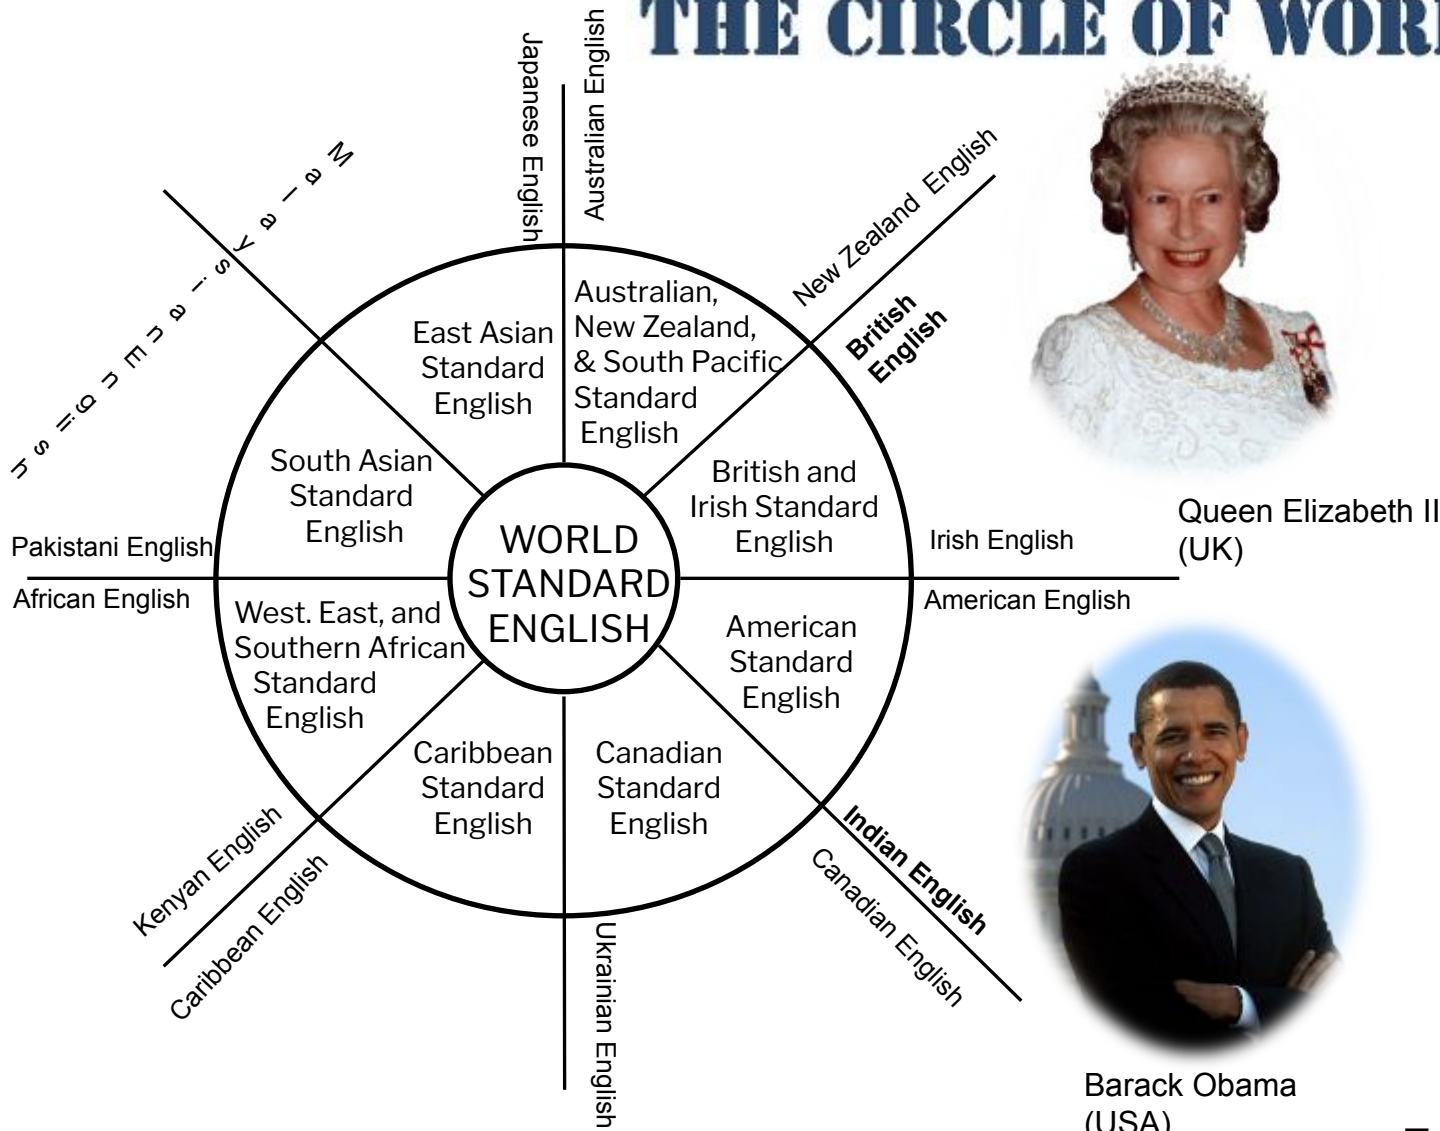 THE CIRCLE OF WOR
Japanese English
Australian English
New Zealand English
British
English
Malaysian English
East Asian
Standard
English
Australian,
New Zealand,
& South Pacific
Standard
English
South Asian
Standard
English
British and
Irish Standard
English
WORLD
STANDARD
ENGLISH
Pakistani English
African English
Irish English
American English
West. East, and
Southern African
Standard
English
American
Standard
English
Caribbean
Standard
English
Canadian
Standard
English
Kenyan English
Caribbean English
Ukrainian English
Indian English
Canadian English
Queen Elizabeth II
(UK)
Barack Obama
(USA)